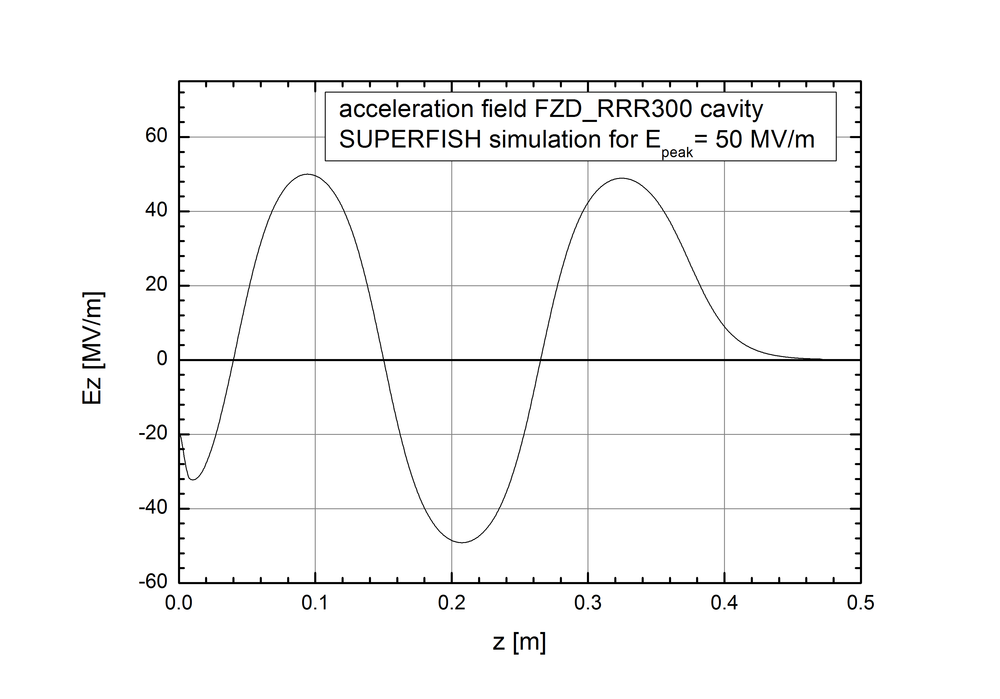 acceleration field FZD_RRR300 cavity
SUPERFISH simulation for Epeak= 50 MV/m
60
40
20
0
-20
-40
-60
Ez [MV/m]
0.0 0.1 0.2 0.3 0.4 0.5
z [m]